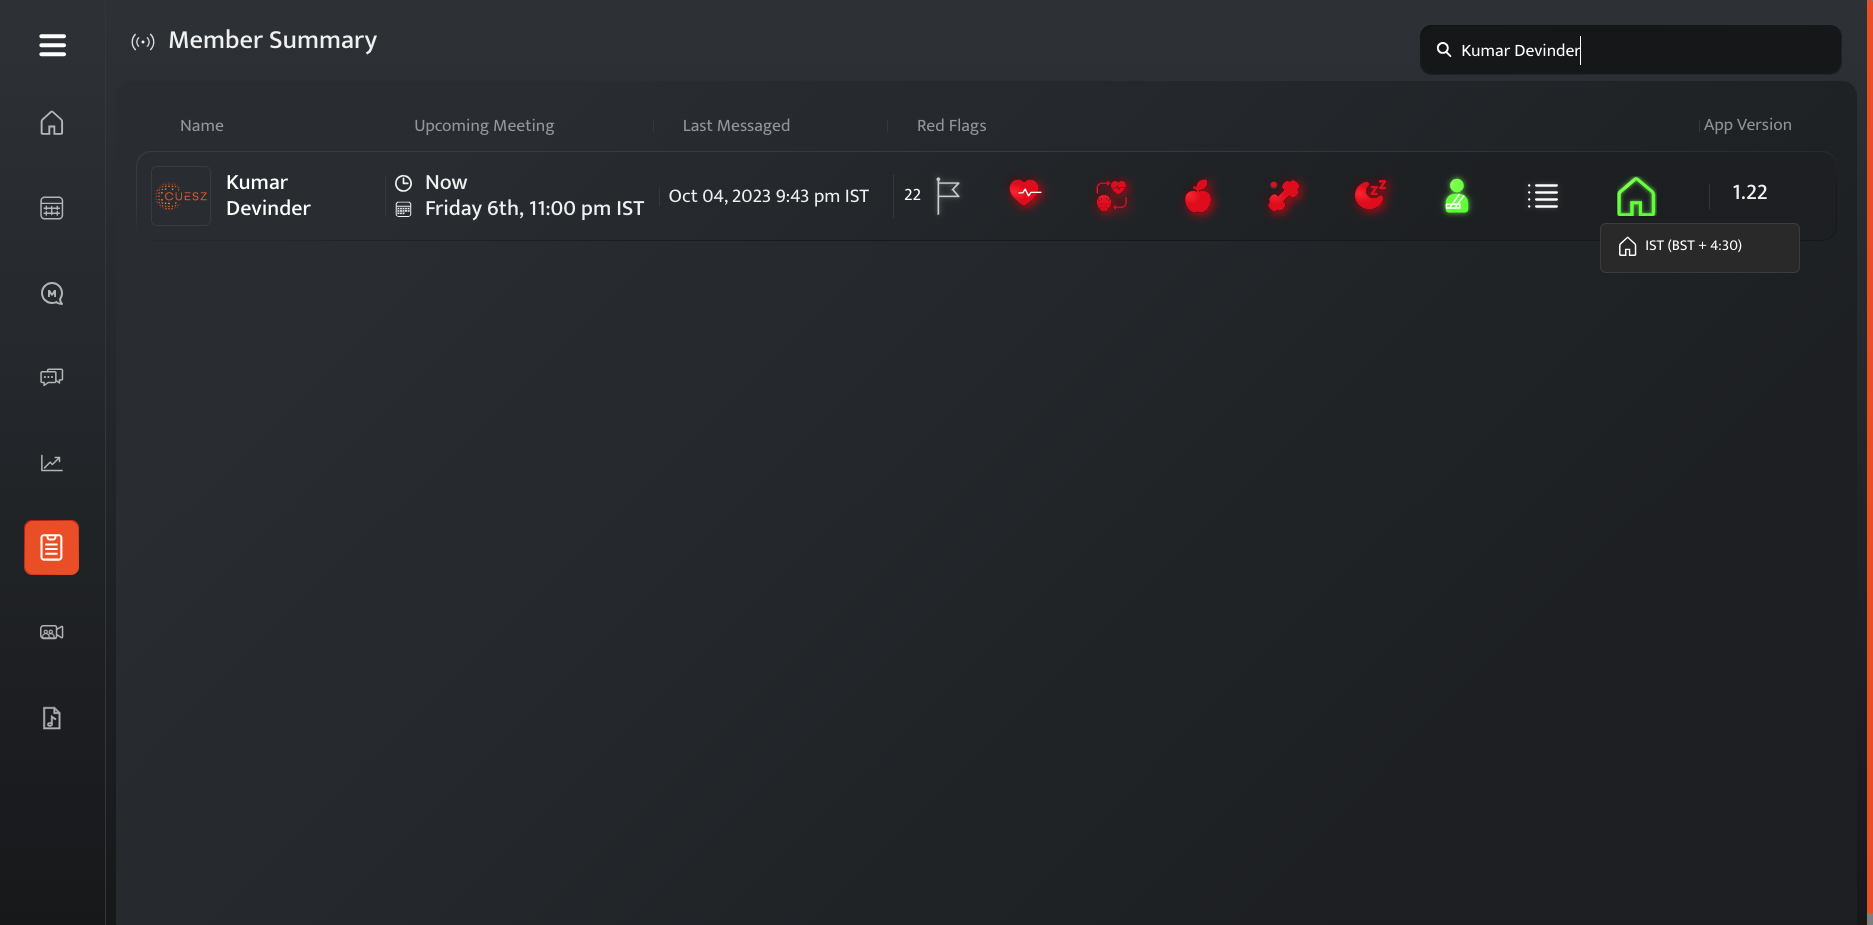 Member Summary
Kumar Devinder
Name
Upcoming Meeting
Last Messaged
Red Flags
App Version
CUESZ
Kumar
Devinder
Now
Friday 6th, 11:00 pm IST
Oct 04, 2023 9:43 pm IST
22
1.22
IST (BST + 4:30)